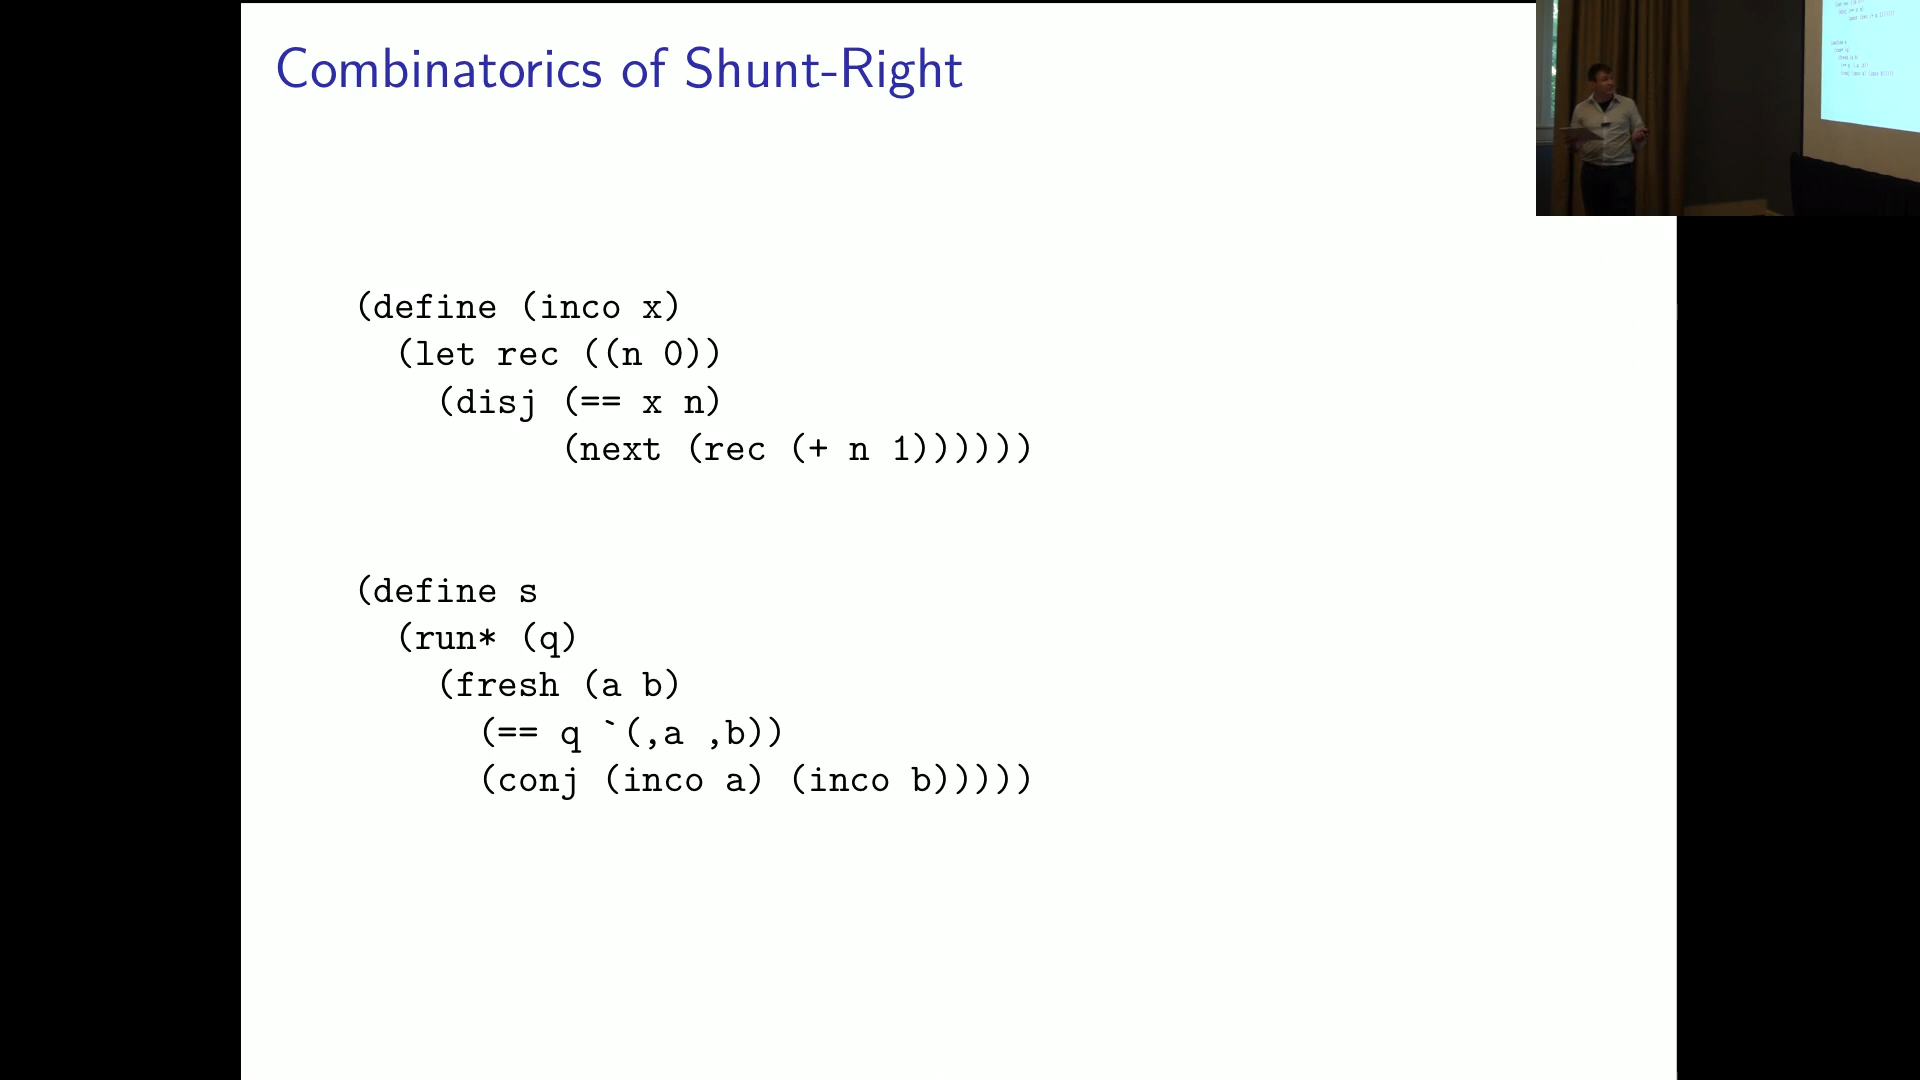 Combinatorics of Shunt-Right
(define (inco x)
(let rec ((n 0))
(disj (== x n)
(next (rec (+ n 1))))))
(define s
(run* (q)
(fresh (a b)
(== q `(,a ,b))
(conj (inco a) (inco b)))))